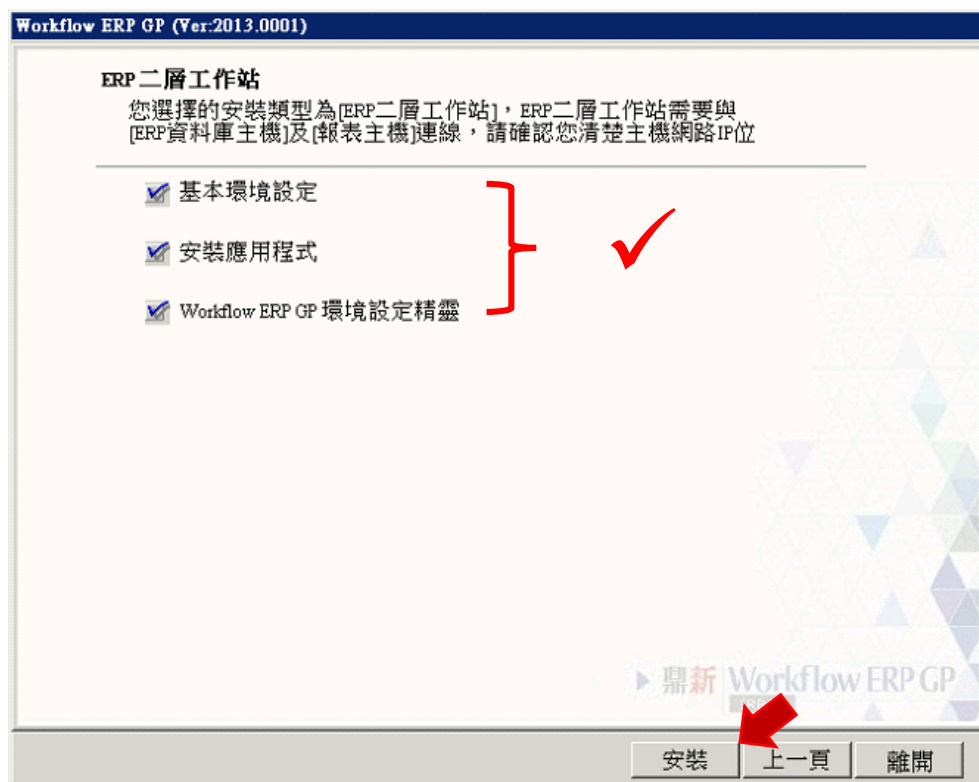 Workflow ERP GP (Ver:2013.0001)
ERP二層工作站
您選擇的安裝類型為[ERP二層工作站]，ERP二層工作站需要與
[ERP資料庫主機]及[報表主機]連線，請確認您清楚主機網路IP位
基本環境設定
安裝應用程式
Workflow ERP GP 環境設定精靈
鼎新 Workflow ERP GP
安裝
上一頁
離開